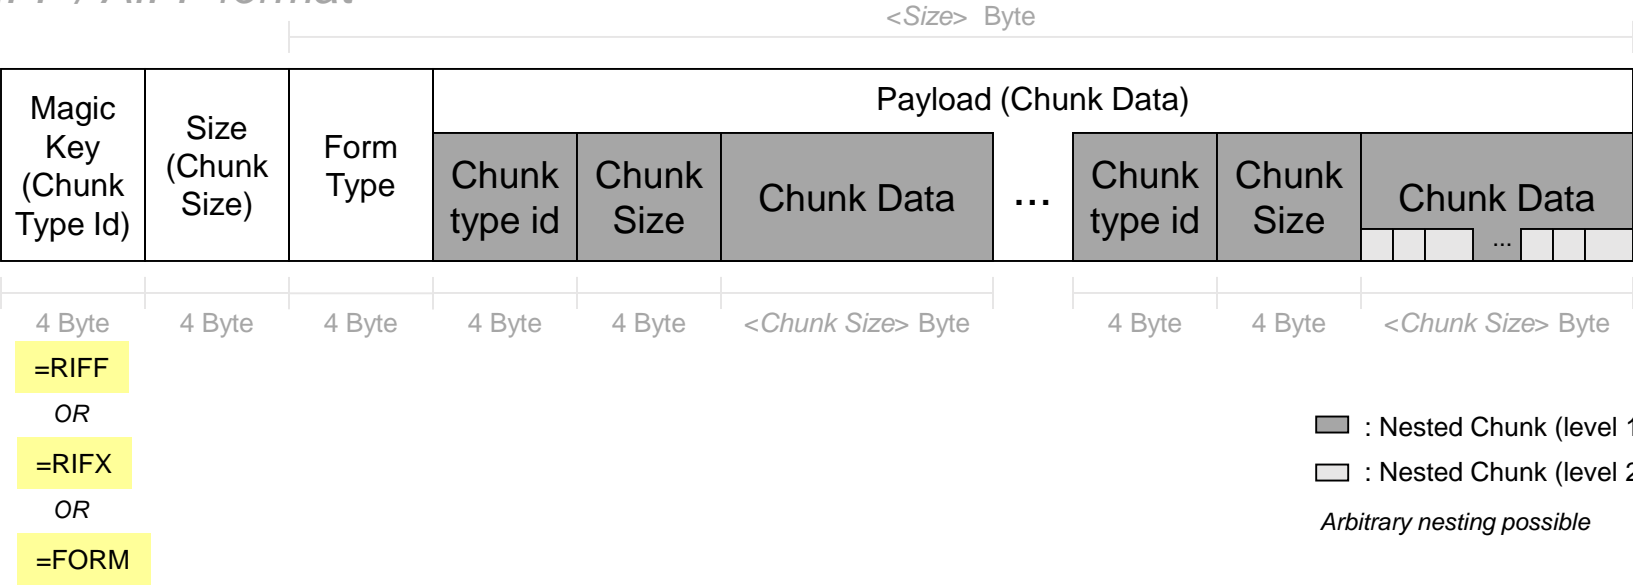 format
<Size> Byte
Magic
Key
(Chunk
Type Id)
Size
(Chunk
Size)
Form
Type
Payload (Chunk Data)
Chunk
type id
Chunk
Size
Chunk Data
...
Chunk
type id
Chunk
Size
Chunk Data
...
4 Byte
4 Byte
4 Byte
4 Byte
4 Byte
<Chunk Size> Byte
4 Byte
4 Byte
<Chunk Size> Byte
=RIFF
OR
=RIFX
OR
=FORM
: Nested Chunk (level 1
: Nested Chunk (level 2
Arbitrary nesting possible